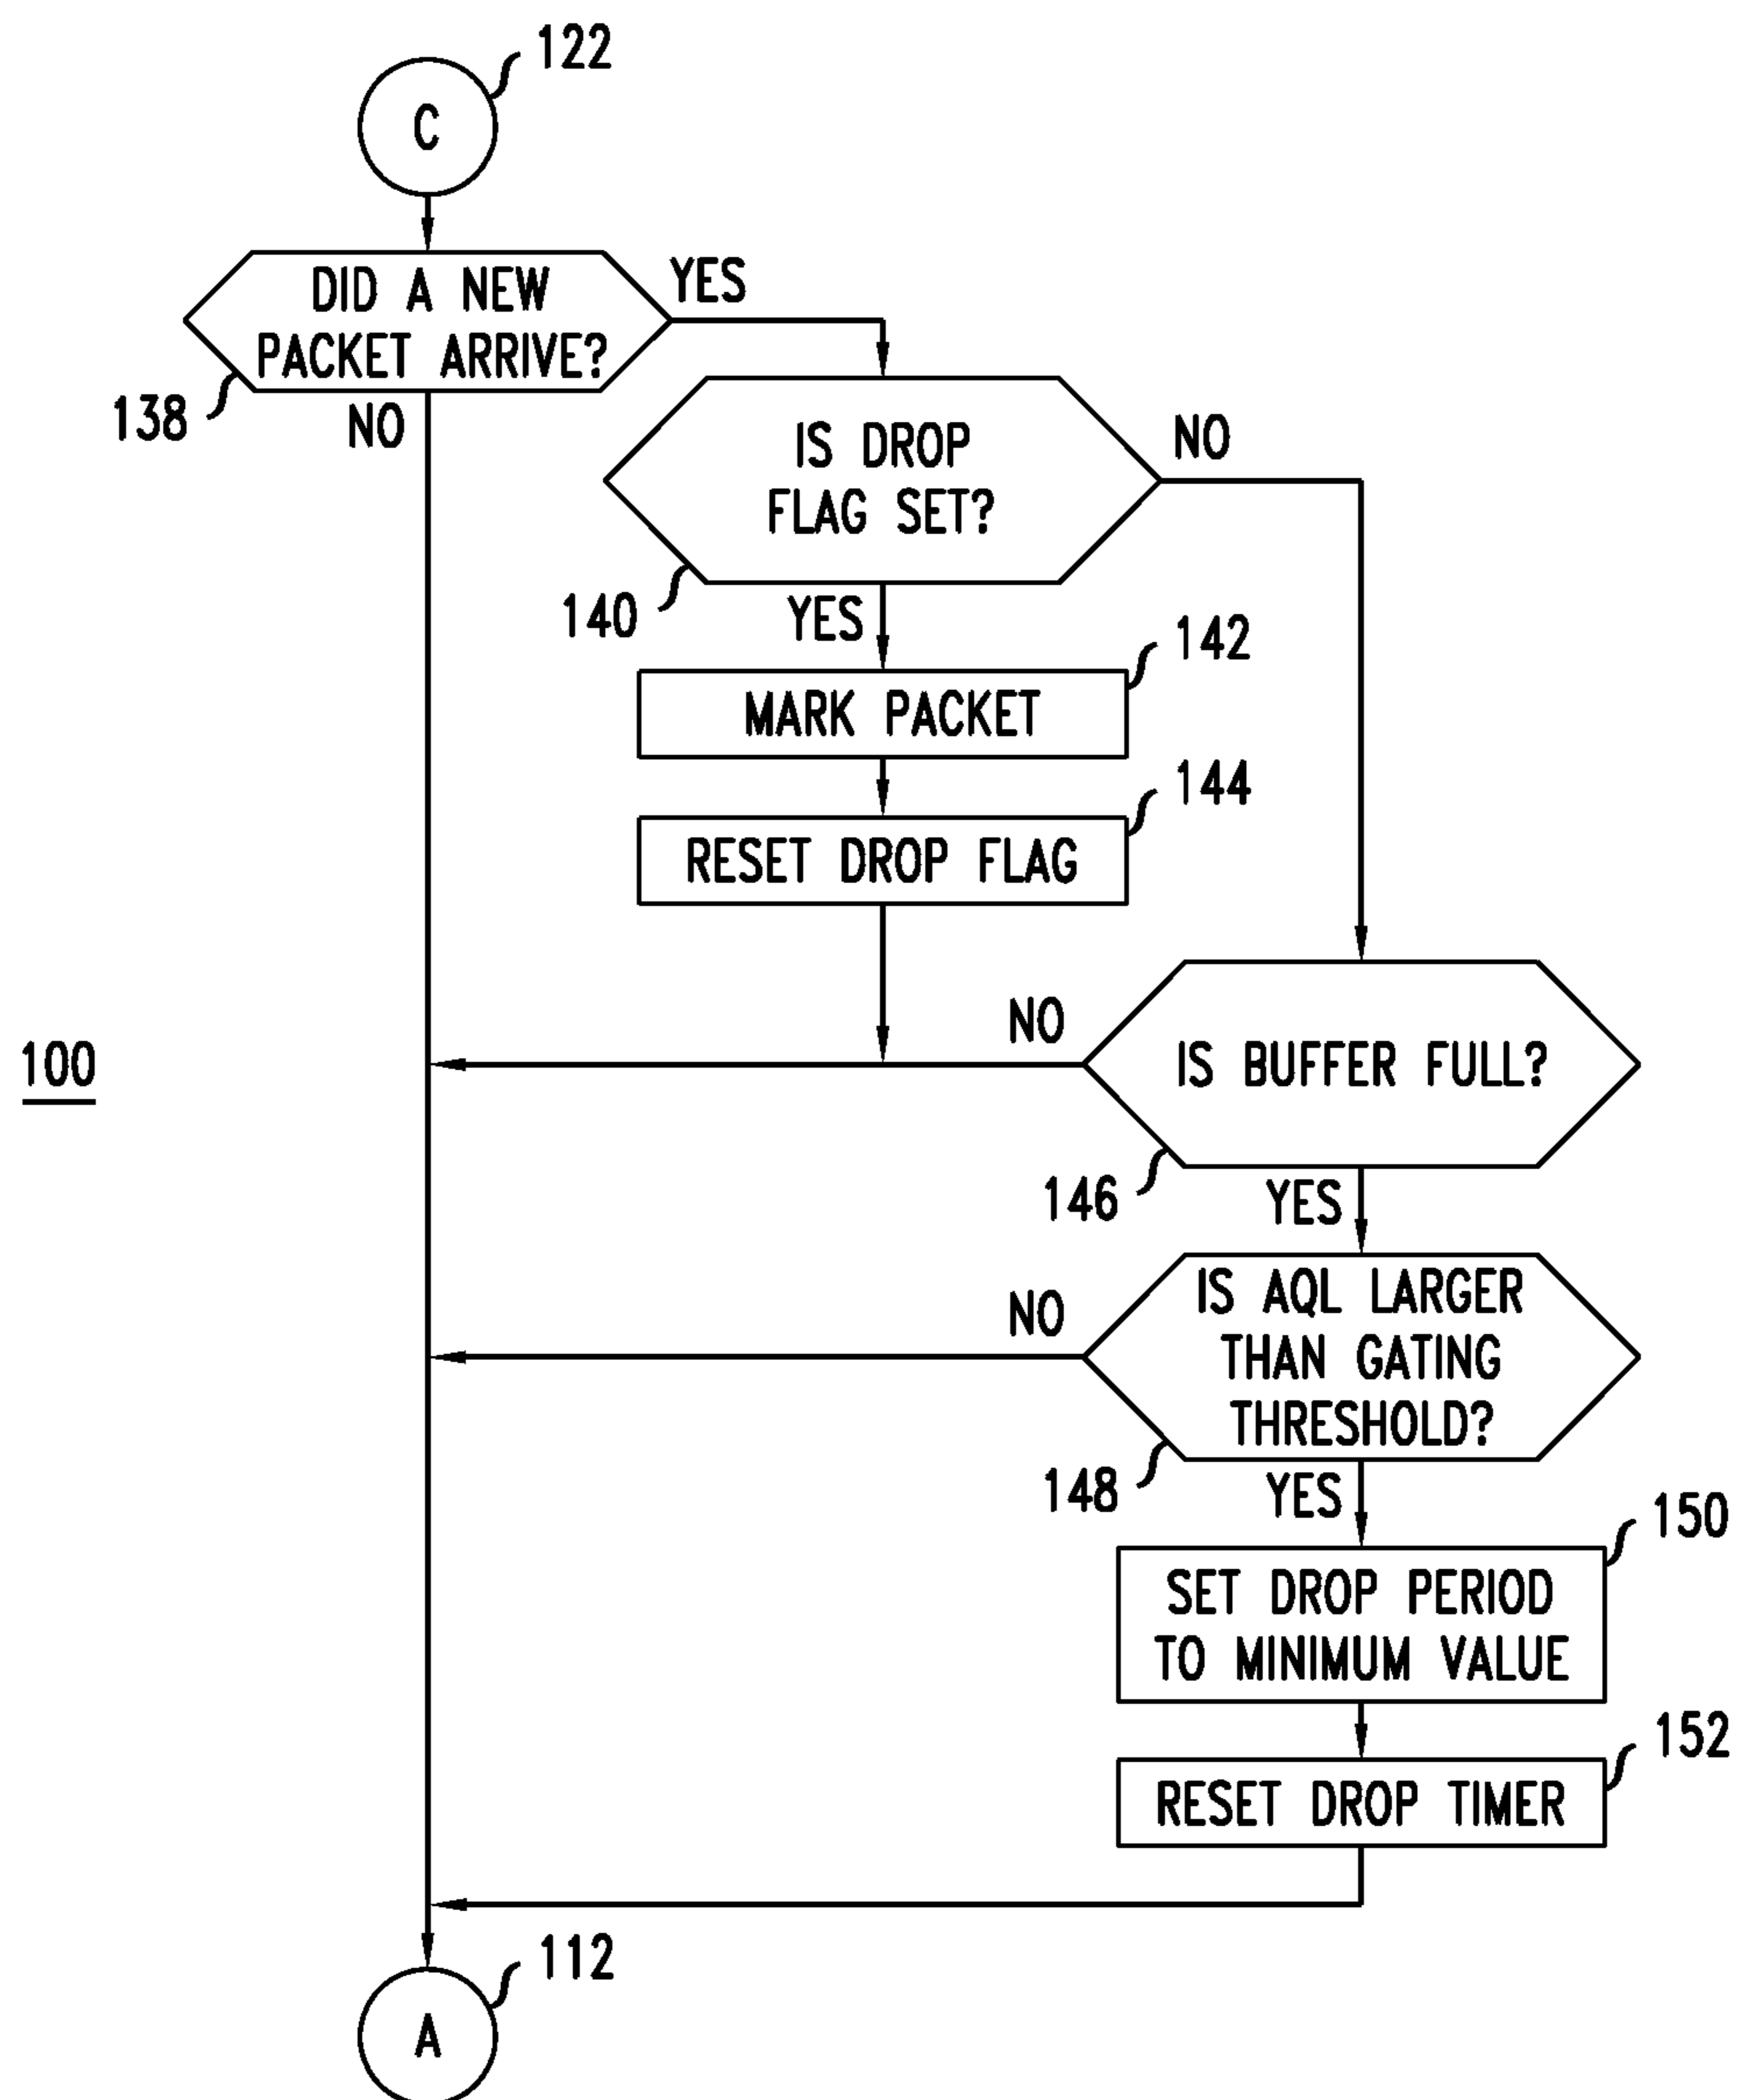 122
C
DID A NEW
PACKET ARRIVE?
YES
138
NO
IS DROP
FLAG SET?
NO
140
YES
142
MARK PACKET
144
RESET DROP FLAG
100
NO
IS BUFFER FULL?
146
YES
NO
IS AQL LARGER
THAN GATING
THRESHOLD?
148
YES
150
SET DROP PERIOD
TO MINIMUM VALUE
152
RESET DROP TIMER
112
A